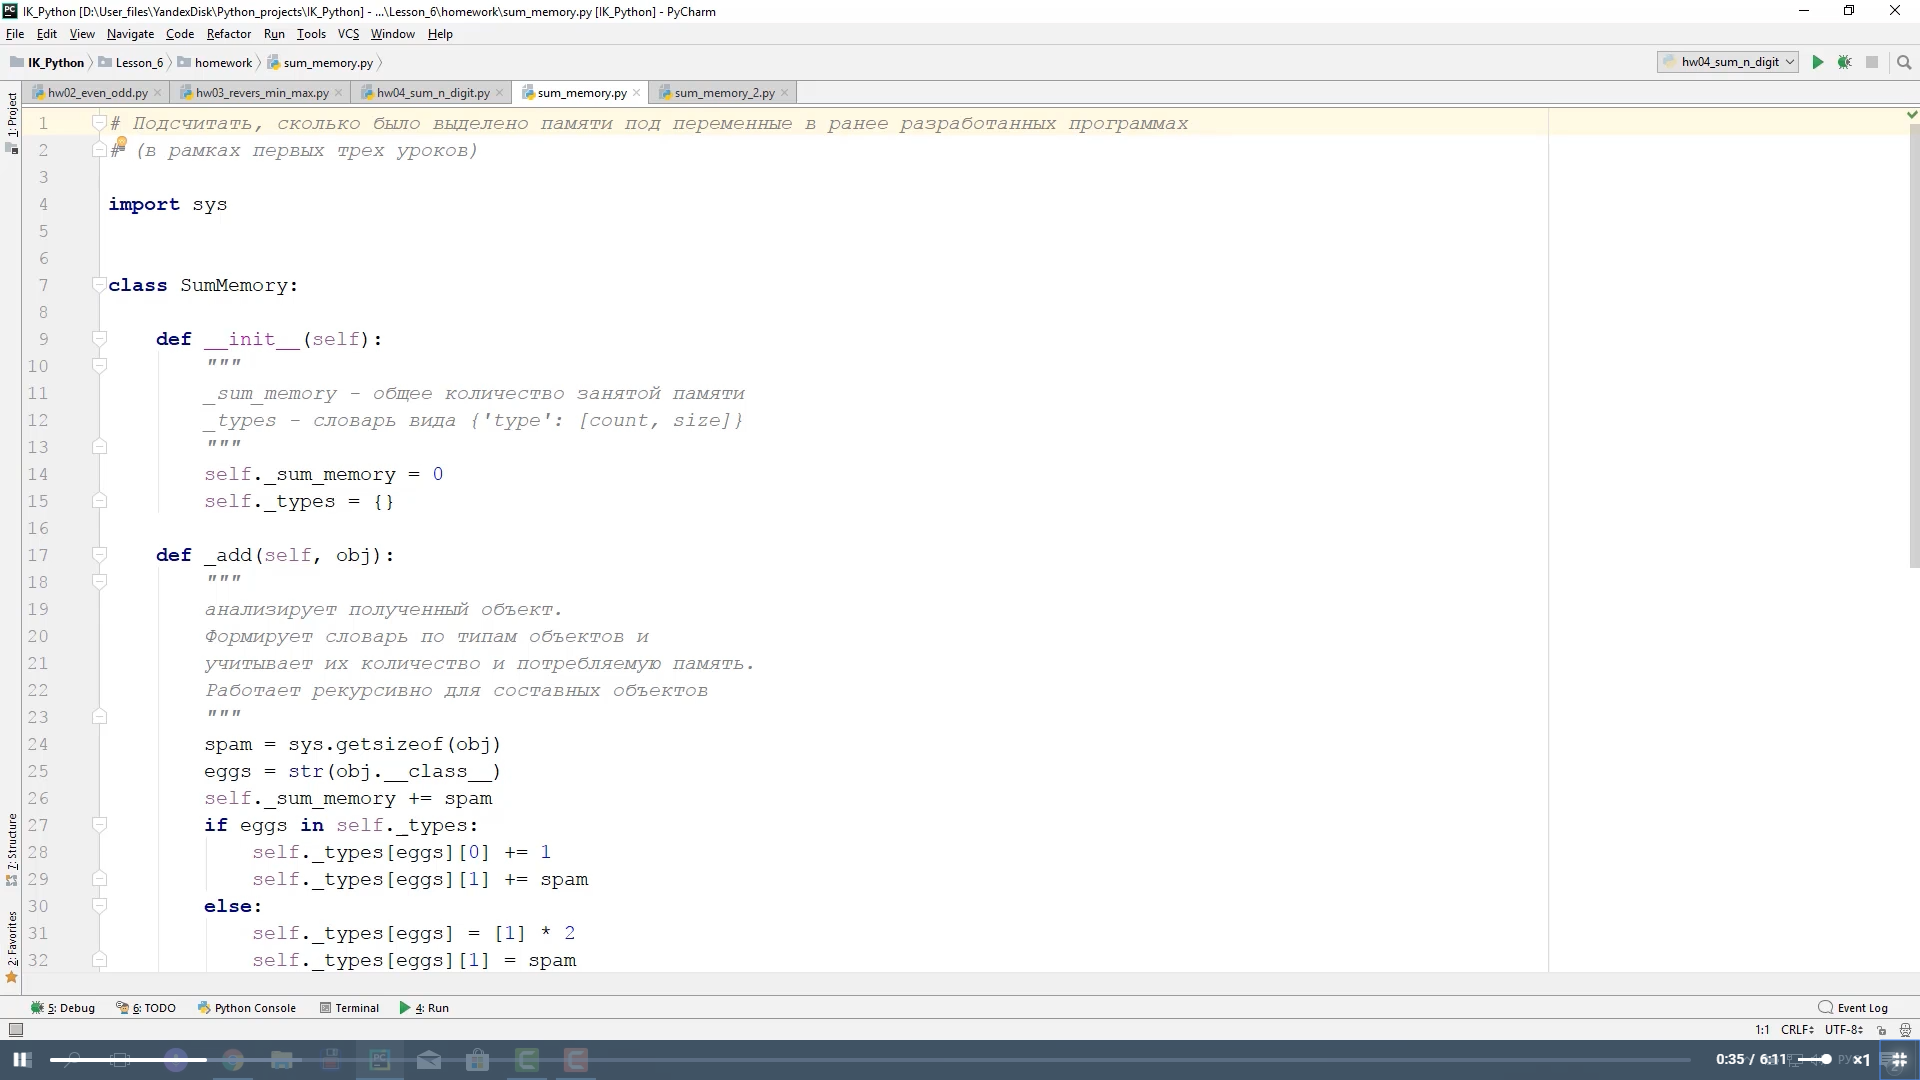 IK_Python [D:\User_files\YandexDisk\Python_projects\IK_Python] - ...\Lesson_6\homework\sum_memory.py [IK_Python] - PyCharm
File Edit View Navigate Code Refactor Run Tools VCS Window Help
IK_Python Lesson_6 homework sum_memory.py hw04_sum_n_digit
hw02_even_odd.py hw03_revers_min_max.py hw04_sum_n_digit.py sum_memory.py sum_memory_2.py
1: Project
1 # Подсчитать, сколько было выделено памяти под переменные в ранее разработанных программах
2 # (в рамках первых трех уроков)
3
4 import sys
5
6
7 class SumMemory:
8
9 def __init__(self):
10 """
11 _sum_memory - общее количество занятой памяти
12 _types - словарь вида {'type': [count, size]}
13 """
14 self._sum_memory = 0
15 self._types = {}
16
17 def _add(self, obj):
18 """
19 анализирует полученный объект.
20 Формирует словарь по типам объектов и
21 учитывает их количество и потребляемую память.
22 Работает рекурсивно для составных объектов
23 """
24 spam = sys.getsizeof(obj)
25 eggs = str(obj.__class__)
26 self._sum_memory += spam
27 if eggs in self._types:
28 self._types[eggs][0] += 1
29 self._types[eggs][1] += spam
30 else:
31 self._types[eggs] = [1] * 2
32 self._types[eggs][1] = spam
7: Structure
2: Favorites
5: Debug 6: TODO Python Console Terminal 4: Run Event Log
1:1 CRLF UTF-8
0:35 / 6:11 ×1